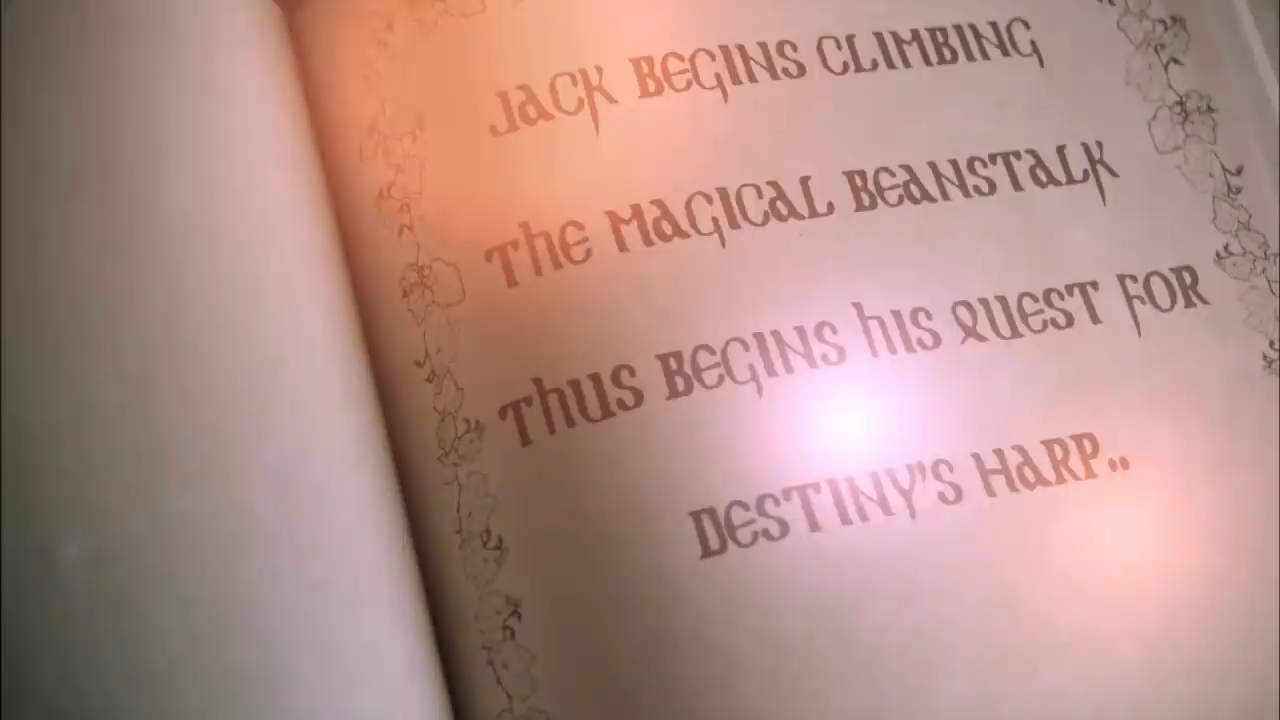 JACK BEGINS CLIMBING
THE MAGICAL BEANSTALK
THUS BEGINS HIS QUEST FOR
DESTINY'S HARP..